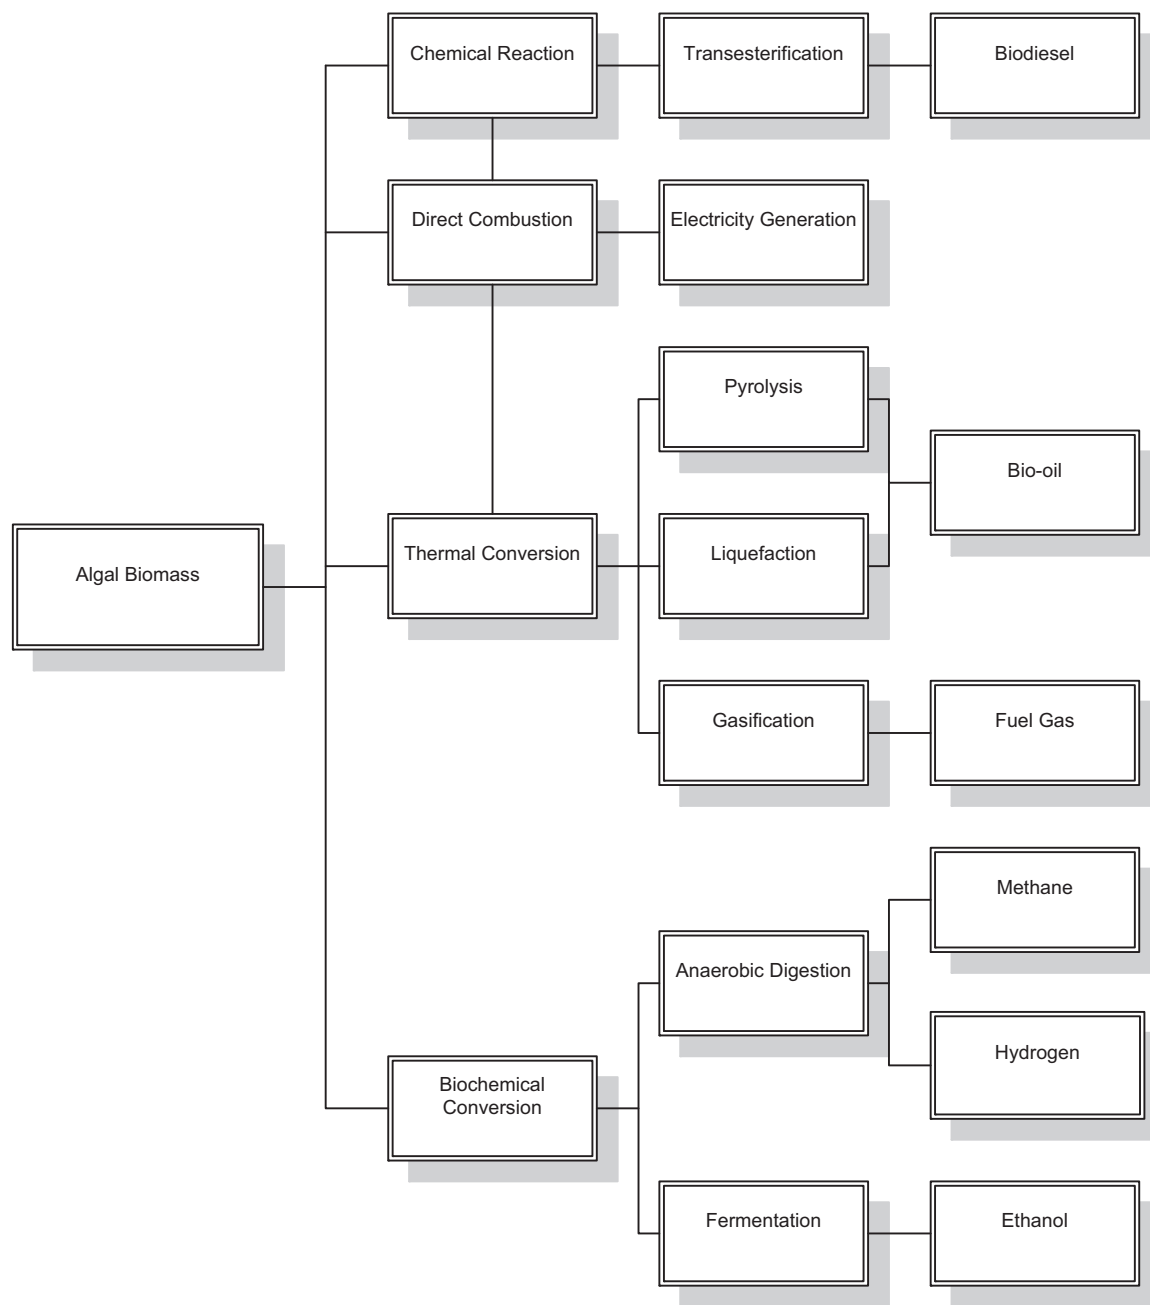 Chemical Reaction
Transesterification
Biodiesel
Direct Combustion
Electricity Generation
Pyrolysis
Bio-oil
Algal Biomass
Thermal Conversion
Liquefaction
Gasification
Fuel Gas
Methane
Anaerobic Digestion
Hydrogen
Biochemical
Conversion
Fermentation
Ethanol